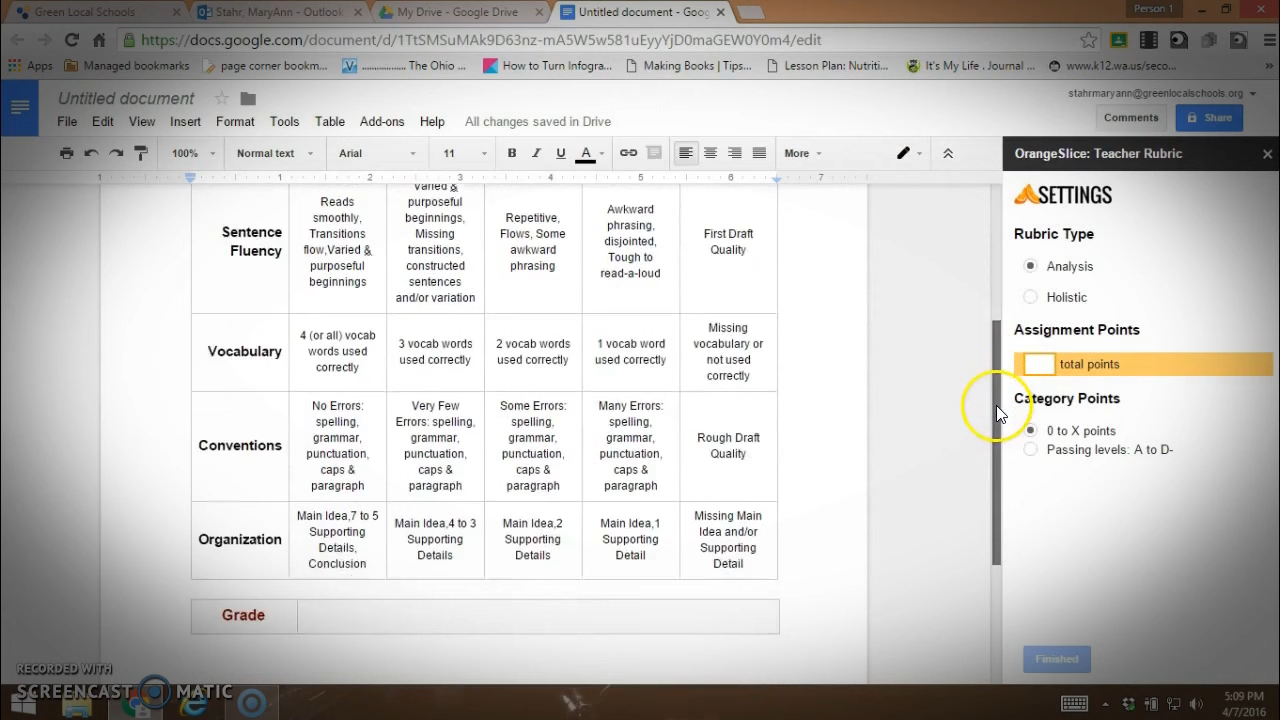 Green Local Schools
Stahr, MaryAnn - Outlook
My Drive - Google Drive
Untitled document - Goo
Person 1
https://docs.google.com/document/d/1TtSMSuMAk9D63nz-mA5W5w581uEyyYjD0maGEW0Y0m4/edit
Apps
Managed bookmarks
page corner bookm
.................. The Ohio
How to Turn Infogra...
Making Books | Tips...
Lesson Plan: Nutriti...
It's My Life . Journal ...
www.k12.wa.us/seco...
Untitled document
stahrmaryann@greenlocalschools.org
File Edit View Insert Format Tools Table Add-ons Help All changes saved in Drive
Comments
Share
100% Normal text Arial 11 B I U A More
1 1 2 3 4 5 6 7
Sentence
Fluency
Reads
smoothly,
Transitions
flow,Varied &
purposeful
beginnings
Varied &
purposeful
beginnings,
Missing
transitions,
constructed
sentences
and/or variation
Repetitive,
Flows, Some
awkward
phrasing
Awkward
phrasing,
disjointed,
Tough to
read-a-loud
First Draft
Quality
Vocabulary
4 (or all) vocab
words used
correctly
3 vocab words
used correctly
2 vocab words
used correctly
1 vocab word
used correctly
Missing
vocabulary or
not used
correctly
Conventions
No Errors:
spelling,
grammar,
punctuation,
caps &
paragraph
Very Few
Errors: spelling,
grammar,
punctuation,
caps &
paragraph
Some Errors:
spelling,
grammar,
punctuation,
caps &
paragraph
Many Errors:
spelling,
grammar,
punctuation,
caps &
paragraph
Rough Draft
Quality
Organization
Main Idea,7 to 5
Supporting
Details,
Conclusion
Main Idea,4 to 3
Supporting
Details
Main Idea,2
Supporting
Details
Main Idea,1
Supporting
Detail
Missing Main
Idea and/or
Supporting
Detail
Grade
OrangeSlice: Teacher Rubric
SETTINGS
Rubric Type
Analysis
Holistic
Assignment Points
total points
Category Points
0 to X points
Passing levels: A to D-
Finished
RECORDED WITH
SCREENCAST MATIC
5:09 PM
4/7/2016